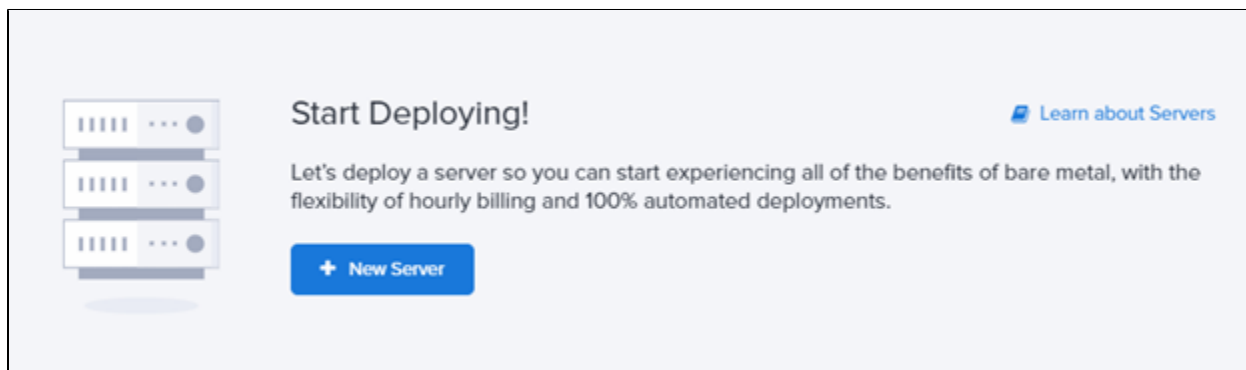 Start Deploying!
Learn about Servers
Let's deploy a server so you can start experiencing all of the benefits of bare metal, with the
flexibility of hourly billing and 100% automated deployments.
+ New Server